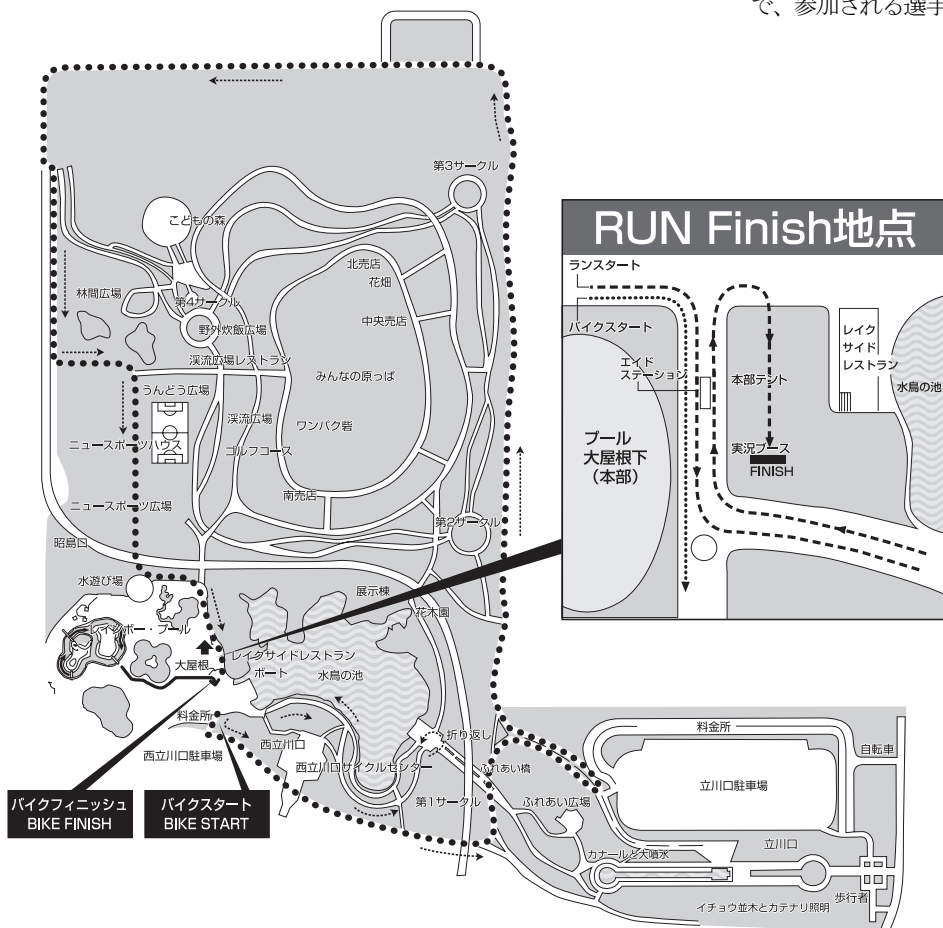 で、参加される選手
第3サークル
こどもの森
北売店
花畑
林間広場
第4サークル
野外炊飯広場
中央売店
渓流広場レストラン
みんなの原っぱ
うんどう広場
渓流広場
ワンパク砦
ニュースポーツハウス
ゴルフコース
南売店
ニュースポーツ広場
第2サークル
昭島口
水遊び場
展示棟
花木園
レインボー・プール
レイクサイドレストラン
大屋根
ボート
水鳥の池
料金所
西立川口
折り返し
西立川口駐車場
西立川口サイクルセンター
ふれあい橋
第1サークル
ふれあい広場
バイクフィニッシュ
BIKE FINISH
バイクスタート
BIKE START
料金所
自転車
立川口駐車場
立川口
カナールと大噴水
歩行者
イチョウ並木とカテナリ照明
RUN Finish地点
ランスタート
バイクスタート
エイド
ステーション
本部テント
レイク
サイド
レストラン
水鳥の池
プール
大屋根下
(本部)
実況ブース
FINISH